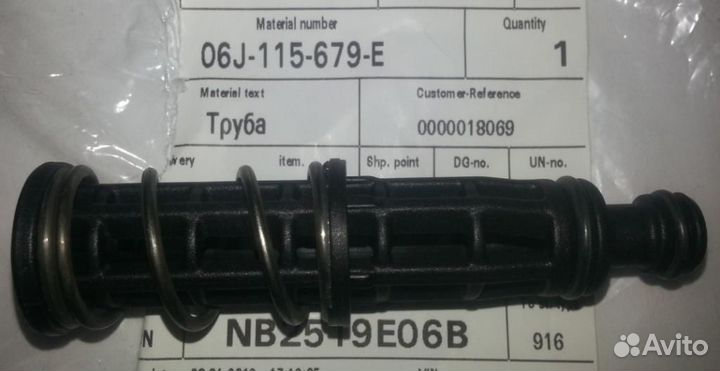 Material number
Quantity
06J-115-679-E
1
Material text
Customer-Reference
Труба
0000018069
item.
Shp. point
DG-no.
UN-no.
NB2519E06B
916
Avito